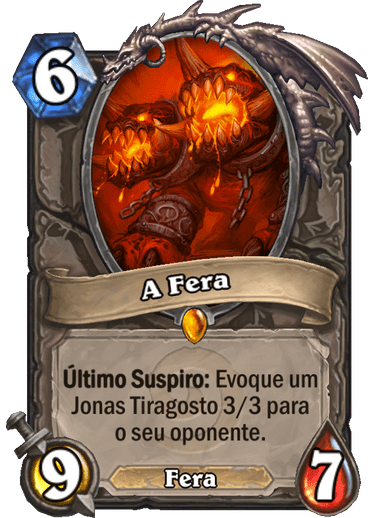 6
A Fera
Último Suspiro: Evoque um
Jonas Tiragosto 3/3 para
o seu oponente.
9
Fera
7